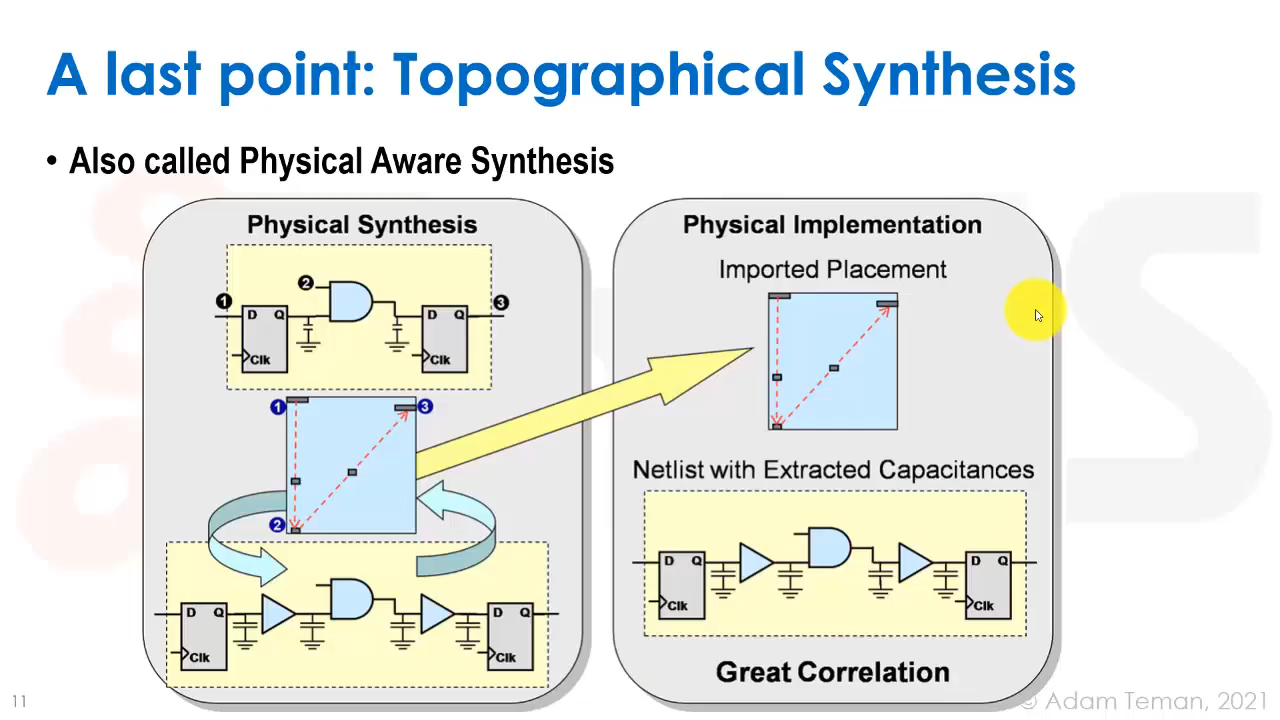 A last point: Topographical Synthesis
• Also called Physical Aware Synthesis
Physical Synthesis
1
2
3
D
Q
Clk
D
Q
Clk
1
3
2
D
Q
Clk
D
Q
Clk
Physical Implementation
Imported Placement
Netlist with Extracted Capacitances
D
Q
Clk
D
Q
Clk
Great Correlation
11
© Adam Teman, 2021